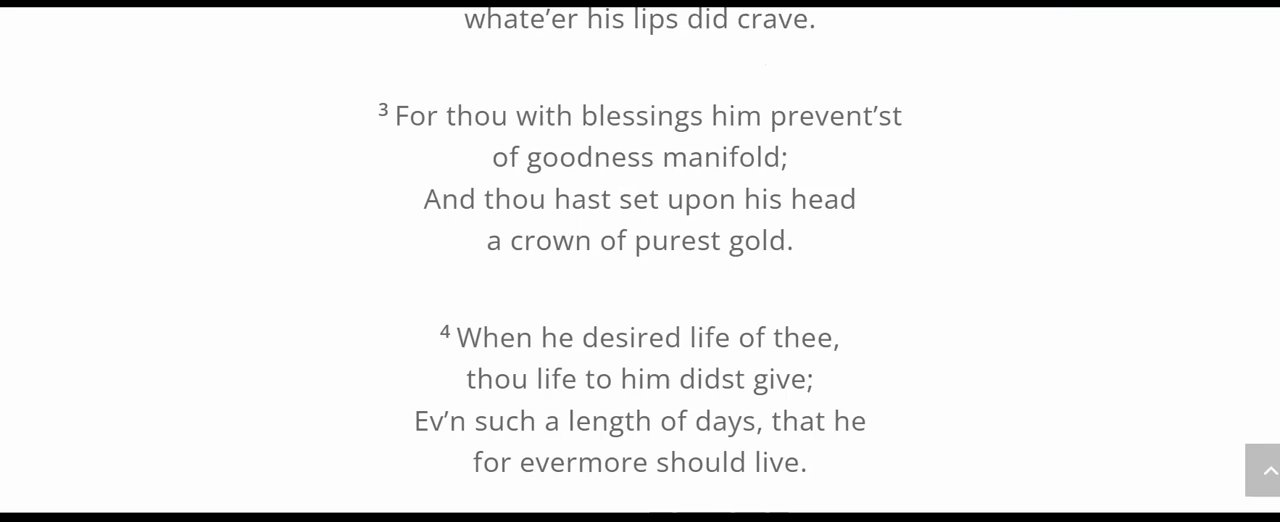 whate’er his lips did crave.
3 For thou with blessings him prevent’st
of goodness manifold;
And thou hast set upon his head
a crown of purest gold.
4 When he desired life of thee,
thou life to him didst give;
Ev’n such a length of days, that he
for evermore should live.